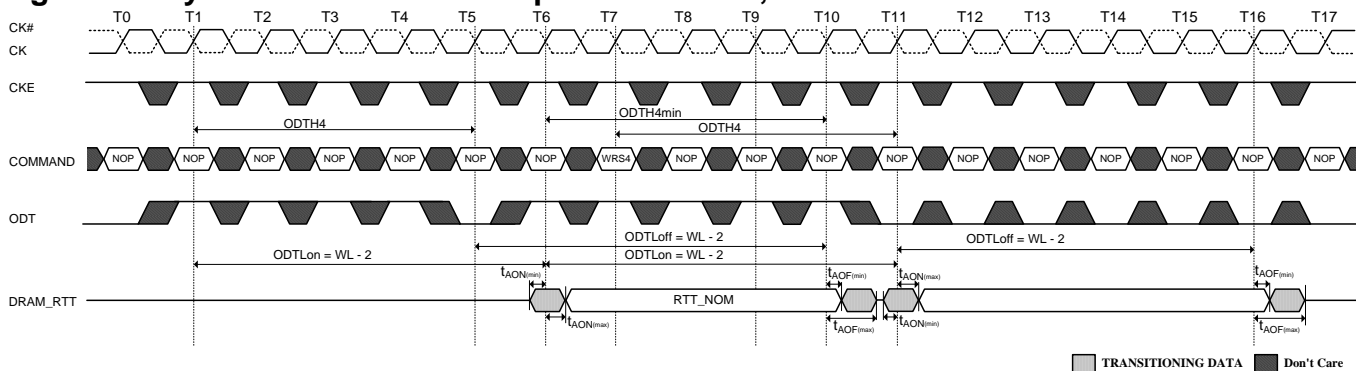 T0 T1 T2 T3 T4 T5 T6 T7 T8 T9 T10 T11 T12 T13 T14 T15 T16 T17
CK#
CK
CKE
ODTH4min
ODTH4
ODTH4
COMMAND NOP NOP NOP NOP NOP NOP NOP WRS4 NOP NOP NOP NOP NOP NOP NOP NOP NOP NOP
ODT
ODTLoff = WL - 2 ODTLoff = WL - 2
ODTLon = WL - 2 ODTLon = WL - 2
tAON(min) tAOF(min) tAON(max) tAOF(min)
DRAM_RTT RTT_NOM
tAON(max) tAOF(max) tAON(min) tAOF(max)
TRANSITIONING DATA Don't Care